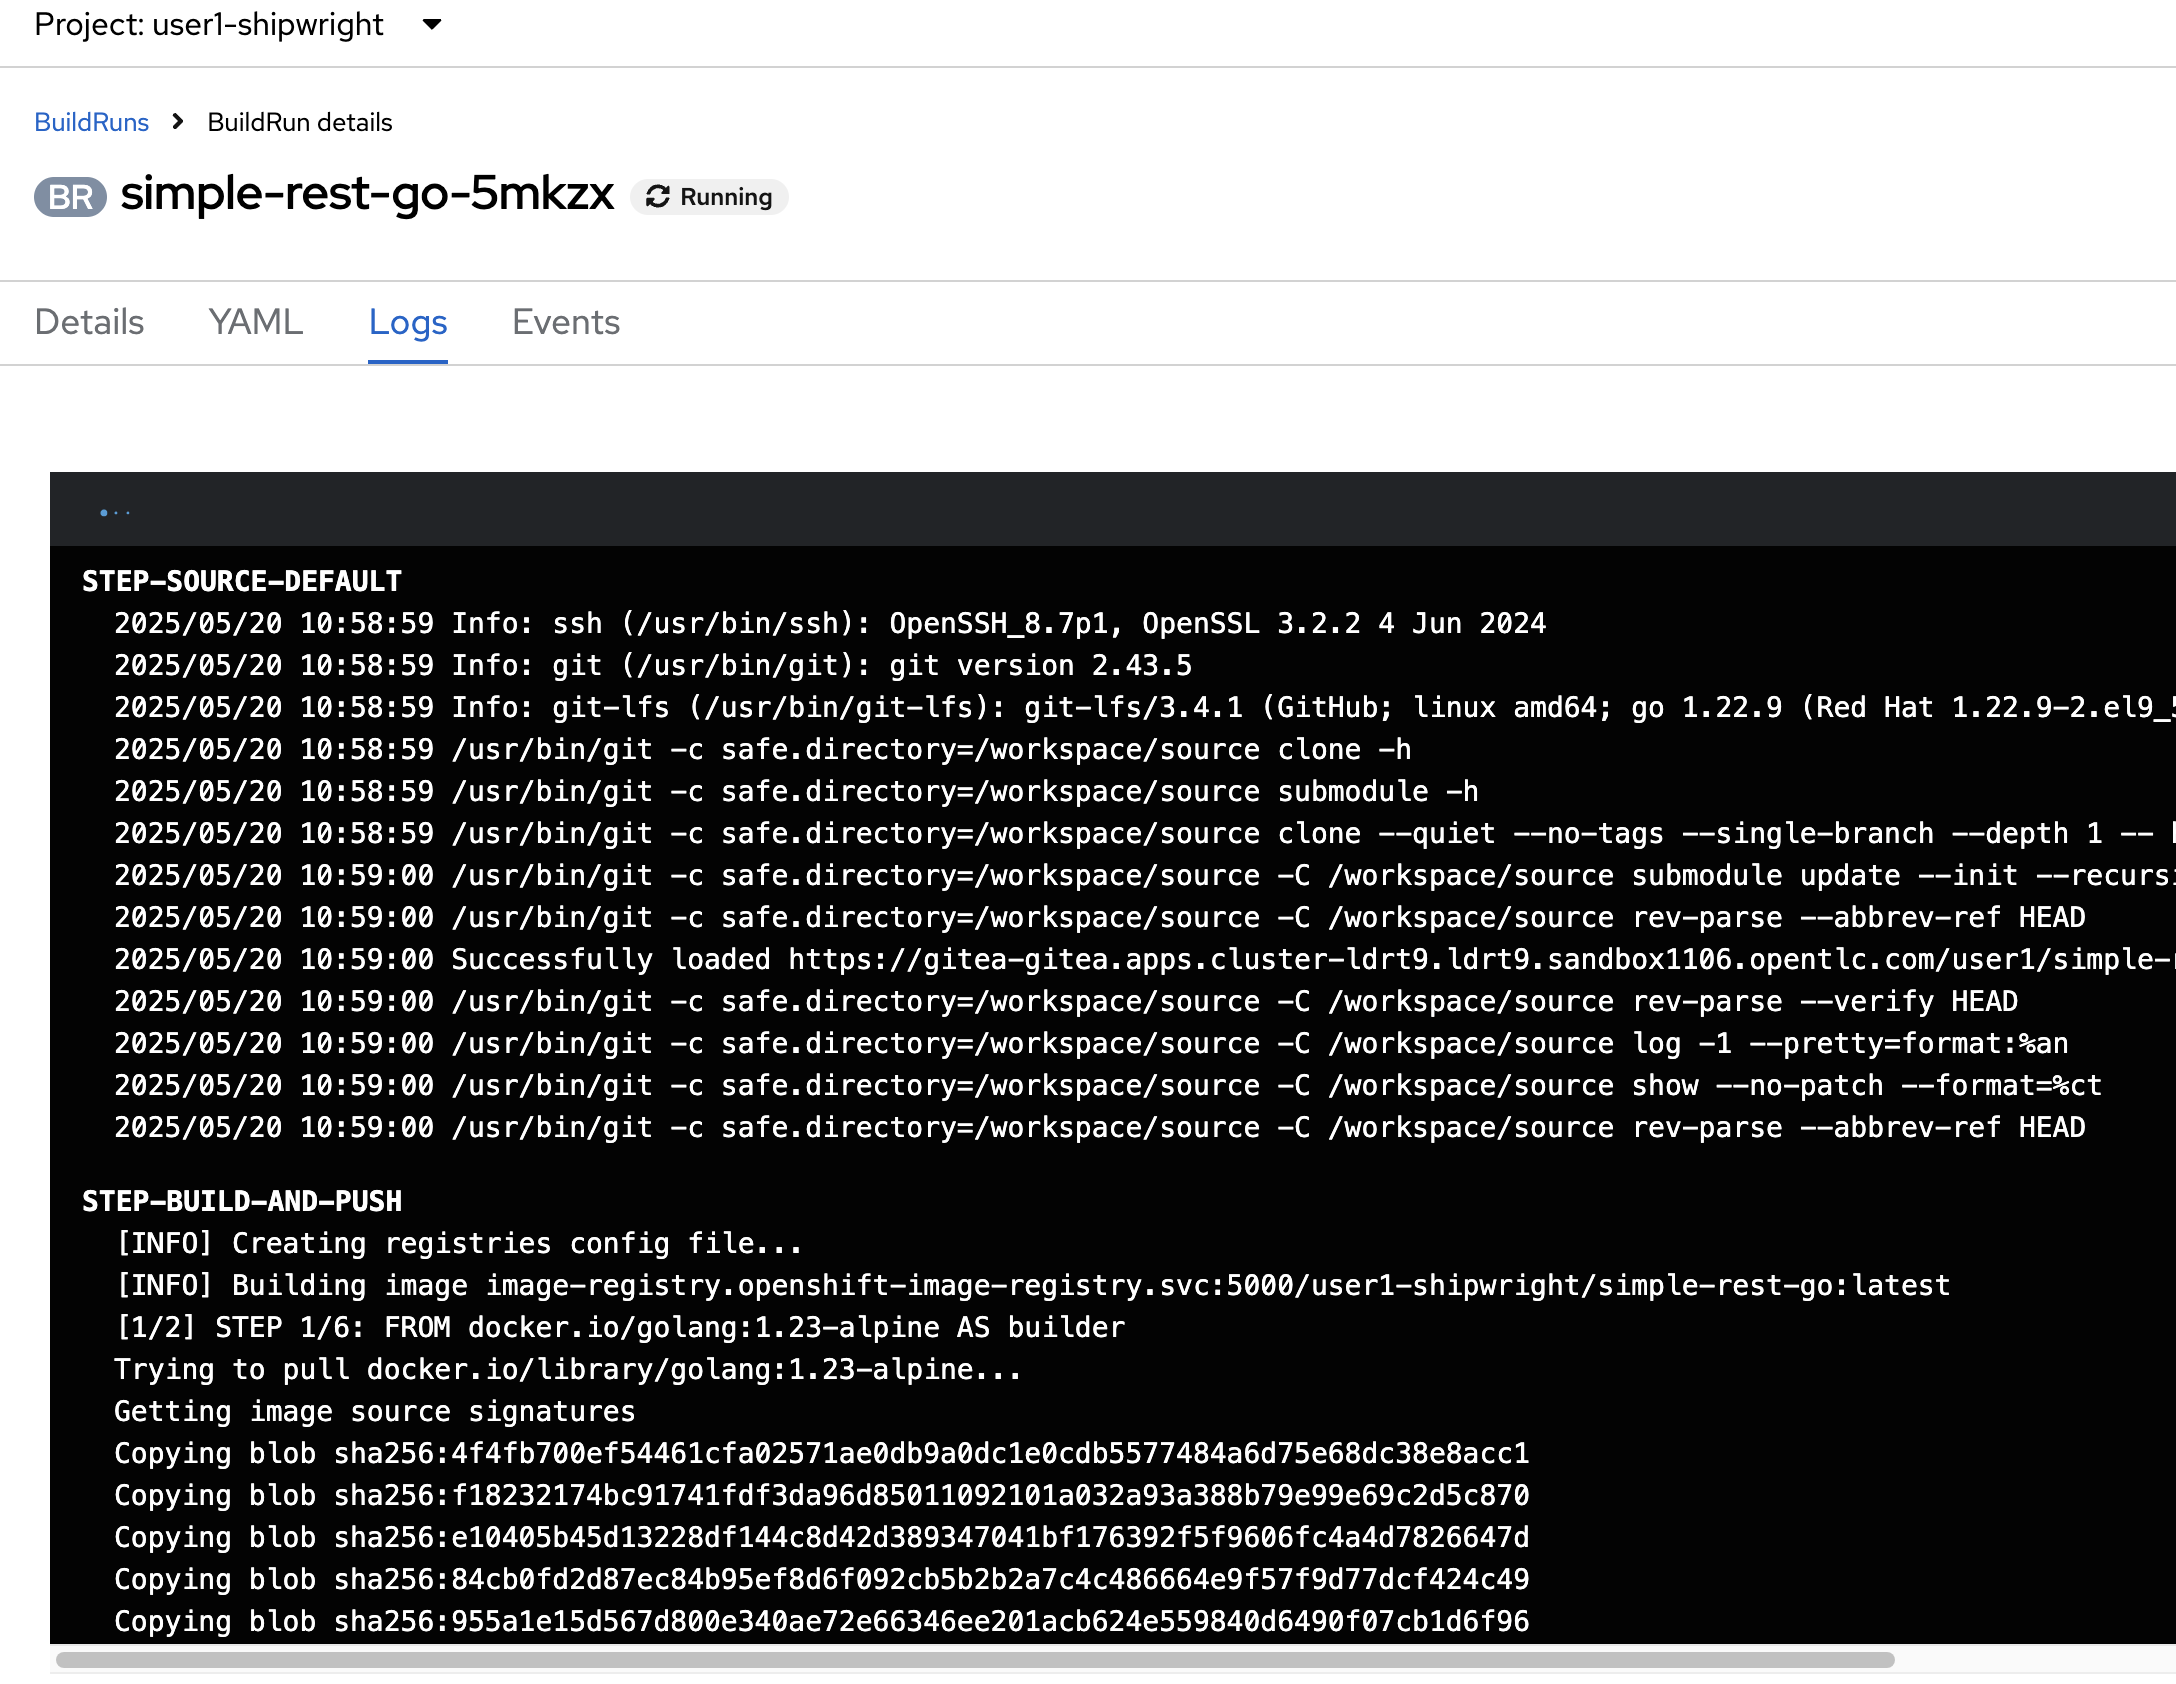 Project: user1-shipwright
BuildRuns BuildRun details
BR simple-rest-go-5mkzx Running
Details YAML Logs Events
STEP-SOURCE-DEFAULT
2025/05/20 10:58:59 Info: ssh (/usr/bin/ssh): OpenSSH_8.7p1, OpenSSL 3.2.2 4 Jun 2024
2025/05/20 10:58:59 Info: git (/usr/bin/git): git version 2.43.5
2025/05/20 10:58:59 Info: git-lfs (/usr/bin/git-lfs): git-lfs/3.4.1 (GitHub; linux amd64; go 1.22.9 (Red Hat 1.22.9-2.el9_5
2025/05/20 10:58:59 /usr/bin/git -c safe.directory=/workspace/source clone -h
2025/05/20 10:58:59 /usr/bin/git -c safe.directory=/workspace/source submodule -h
2025/05/20 10:58:59 /usr/bin/git -c safe.directory=/workspace/source clone --quiet --no-tags --single-branch --depth 1 --
2025/05/20 10:59:00 /usr/bin/git -c safe.directory=/workspace/source -C /workspace/source submodule update --init --recursi
2025/05/20 10:59:00 /usr/bin/git -c safe.directory=/workspace/source -C /workspace/source rev-parse --abbrev-ref HEAD
2025/05/20 10:59:00 Successfully loaded https://gitea-gitea.apps.cluster-ldrt9.ldrt9.sandbox1106.opentlc.com/user1/simple-r
2025/05/20 10:59:00 /usr/bin/git -c safe.directory=/workspace/source -C /workspace/source rev-parse --verify HEAD
2025/05/20 10:59:00 /usr/bin/git -c safe.directory=/workspace/source -C /workspace/source log -1 --pretty=format:%an
2025/05/20 10:59:00 /usr/bin/git -c safe.directory=/workspace/source -C /workspace/source show --no-patch --format=%ct
2025/05/20 10:59:00 /usr/bin/git -c safe.directory=/workspace/source -C /workspace/source rev-parse --abbrev-ref HEAD
STEP-BUILD-AND-PUSH
[INFO] Creating registries config file...
[INFO] Building image image-registry.openshift-image-registry.svc:5000/user1-shipwright/simple-rest-go:latest
[1/2] STEP 1/6: FROM docker.io/golang:1.23-alpine AS builder
Trying to pull docker.io/library/golang:1.23-alpine...
Getting image source signatures
Copying blob sha256:4f4fb700ef54461cfa02571ae0db9a0dc1e0cdb5577484a6d75e68dc38e8acc1
Copying blob sha256:f18232174bc91741fdf3da96d85011092101a032a93a388b79e99e69c2d5c870
Copying blob sha256:e10405b45d13228df144c8d42d389347041bf176392f5f9606fc4a4d7826647d
Copying blob sha256:84cb0fd2d87ec84b95ef8d6f092cb5b2b2a7c4c486664e9f57f9d77dcf424c49
Copying blob sha256:955a1e15d567d800e340ae72e66346ee201acb624e559840d6490f07cb1d6f96